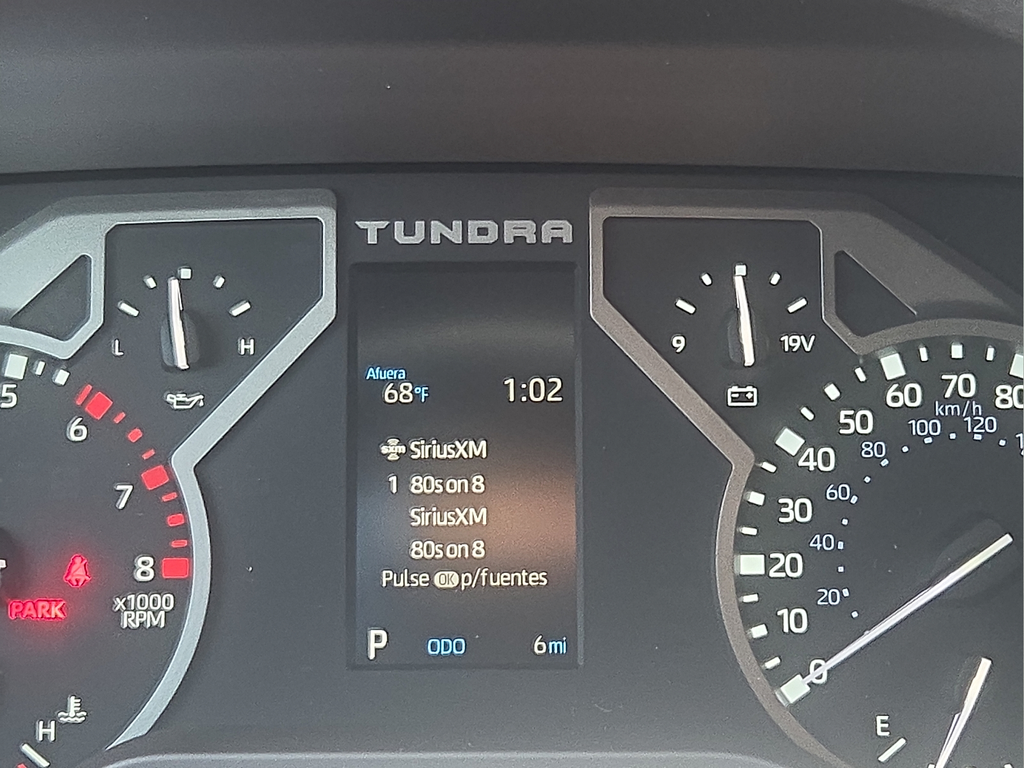 TUNDRA
L
H
9
19V
5
6
7
8
x1000
RPM
PARK
H
Afuera
68°F
1:02
sxm SiriusXM
1 80s on 8
SiriusXM
80s on 8
Pulse OK p/fuentes
P ODO 6 mi
0
10
20
30
40
50
60
70
80
km/h
20
40
60
80
100
120
E